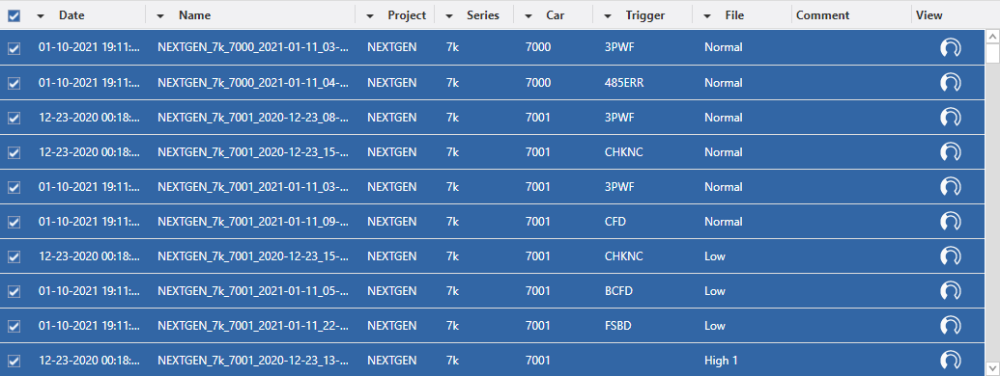 Date Name Project Series Car Trigger File Comment View
01-10-2021 19:11:... NEXTGEN_7k_7000_2021-01-11_03-... NEXTGEN 7k 7000 3PWF Normal
01-10-2021 19:11:... NEXTGEN_7k_7000_2021-01-11_04-... NEXTGEN 7k 7000 485ERR Normal
12-23-2020 00:18:... NEXTGEN_7k_7001_2020-12-23_08-... NEXTGEN 7k 7001 3PWF Normal
12-23-2020 00:18:... NEXTGEN_7k_7001_2020-12-23_15-... NEXTGEN 7k 7001 CHKNC Normal
01-10-2021 19:11:... NEXTGEN_7k_7001_2021-01-11_03-... NEXTGEN 7k 7001 3PWF Normal
01-10-2021 19:11:... NEXTGEN_7k_7001_2021-01-11_09-... NEXTGEN 7k 7001 CFD Normal
12-23-2020 00:18:... NEXTGEN_7k_7001_2020-12-23_15-... NEXTGEN 7k 7001 CHKNC Low
01-10-2021 19:11:... NEXTGEN_7k_7001_2021-01-11_05-... NEXTGEN 7k 7001 BCFD Low
01-10-2021 19:11:... NEXTGEN_7k_7001_2021-01-11_22-... NEXTGEN 7k 7001 FSBD Low
12-23-2020 00:18:... NEXTGEN_7k_7001_2020-12-23_13-... NEXTGEN 7k 7001 High 1